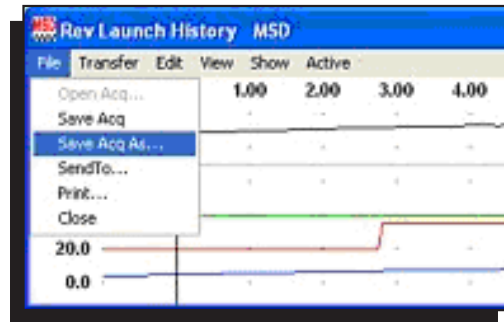 MSD Rev Launch History MSD
File Transfer Edit View Show Active
1.00 2.00 3.00 4.00
Open Acq...
Save Acq
Save Acq As...
SendTo...
Print...
Close
20.0
0.0